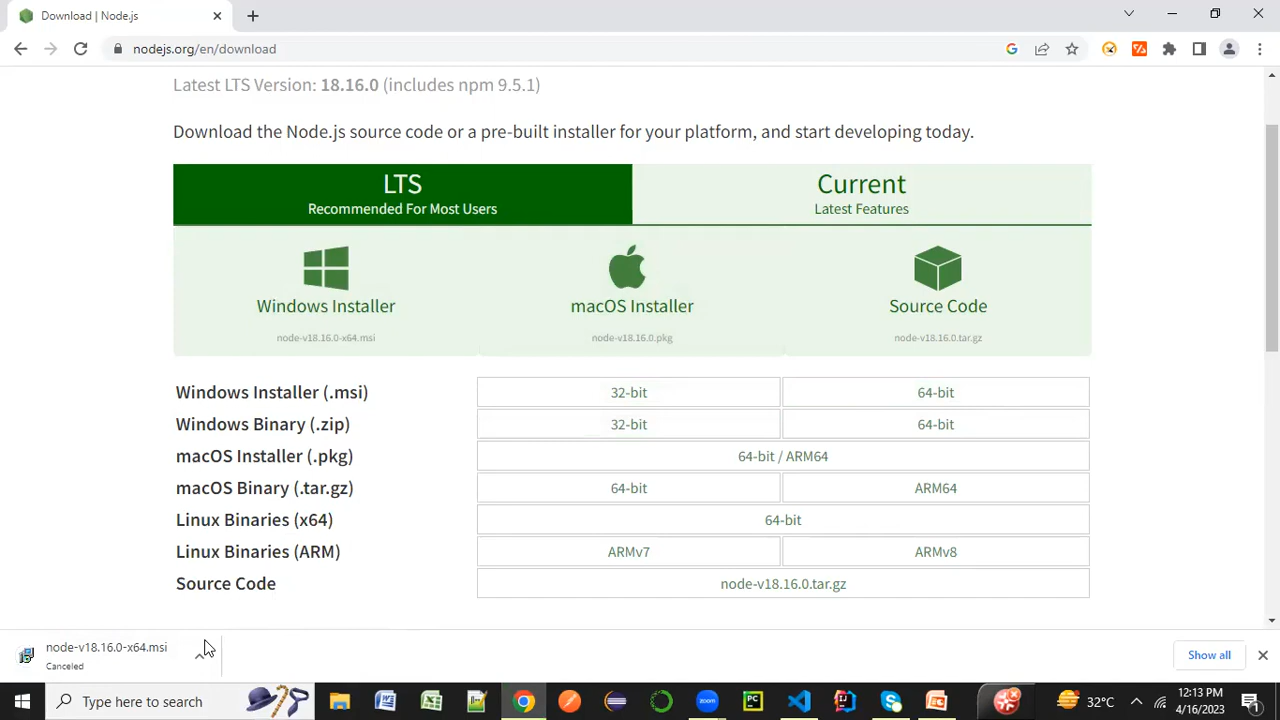 Download | Node.js
nodejs.org/en/download
Latest LTS Version: 18.16.0 (includes npm 9.5.1)
Download the Node.js source code or a pre-built installer for your platform, and start developing today.
LTS
Recommended For Most Users
Current
Latest Features
Windows Installer
node-v18.16.0-x64.msi
macOS Installer
node-v18.16.0.pkg
Source Code
node-v18.16.0.tar.gz
Windows Installer (.msi) 32-bit 64-bit
Windows Binary (.zip) 32-bit 64-bit
macOS Installer (.pkg) 64-bit / ARM64
macOS Binary (.tar.gz) 64-bit ARM64
Linux Binaries (x64) 64-bit
Linux Binaries (ARM) ARMv7 ARMv8
Source Code node-v18.16.0.tar.gz
node-v18.16.0-x64.msi
Canceled
Show all
Type here to search
zoom
PC
32°C
12:13 PM
4/16/2023
1